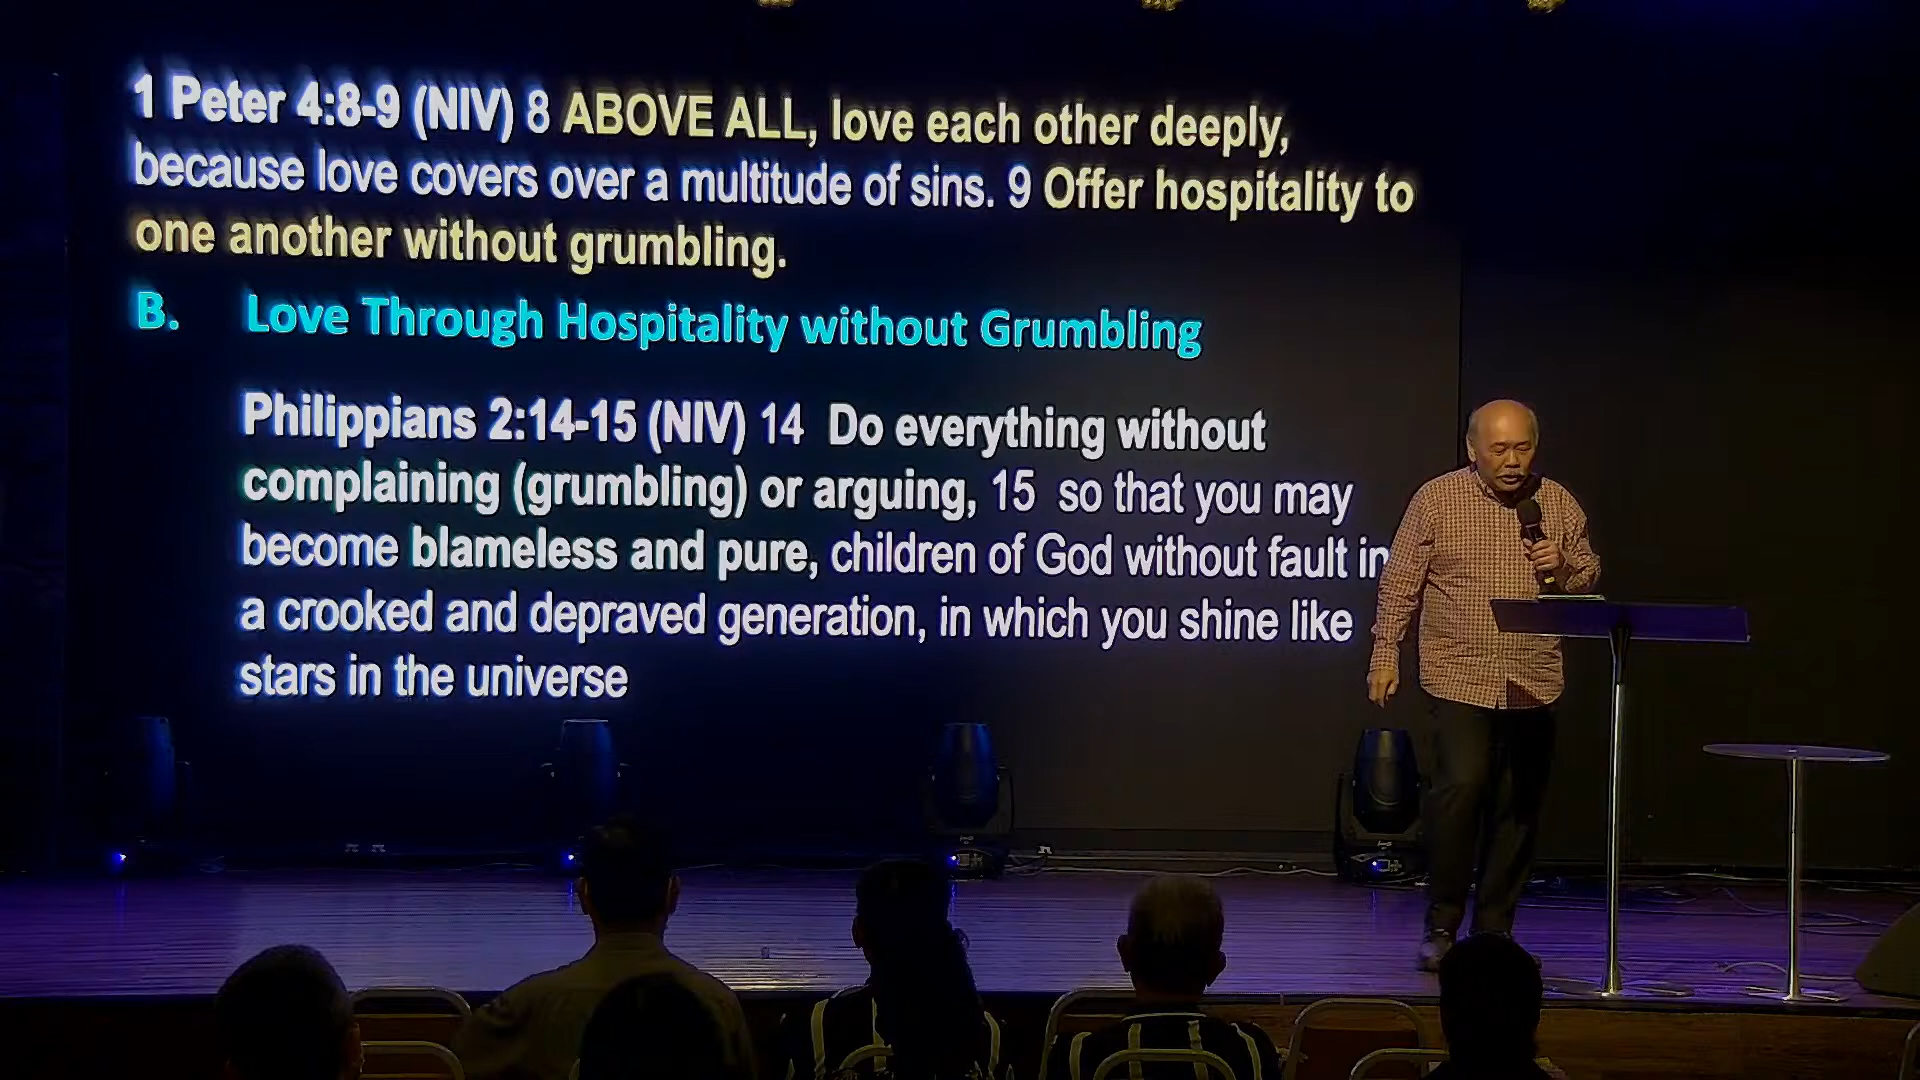 1 Peter 4:8-9 (NIV) 8 ABOVE ALL, love each other deeply,
because love covers over a multitude of sins. 9 Offer hospitality to
one another without grumbling.
B. Love Through Hospitality without Grumbling
Philippians 2:14-15 (NIV) 14 Do everything without
complaining (grumbling) or arguing, 15 so that you may
become blameless and pure, children of God without fault in
a crooked and depraved generation, in which you shine like
stars in the universe